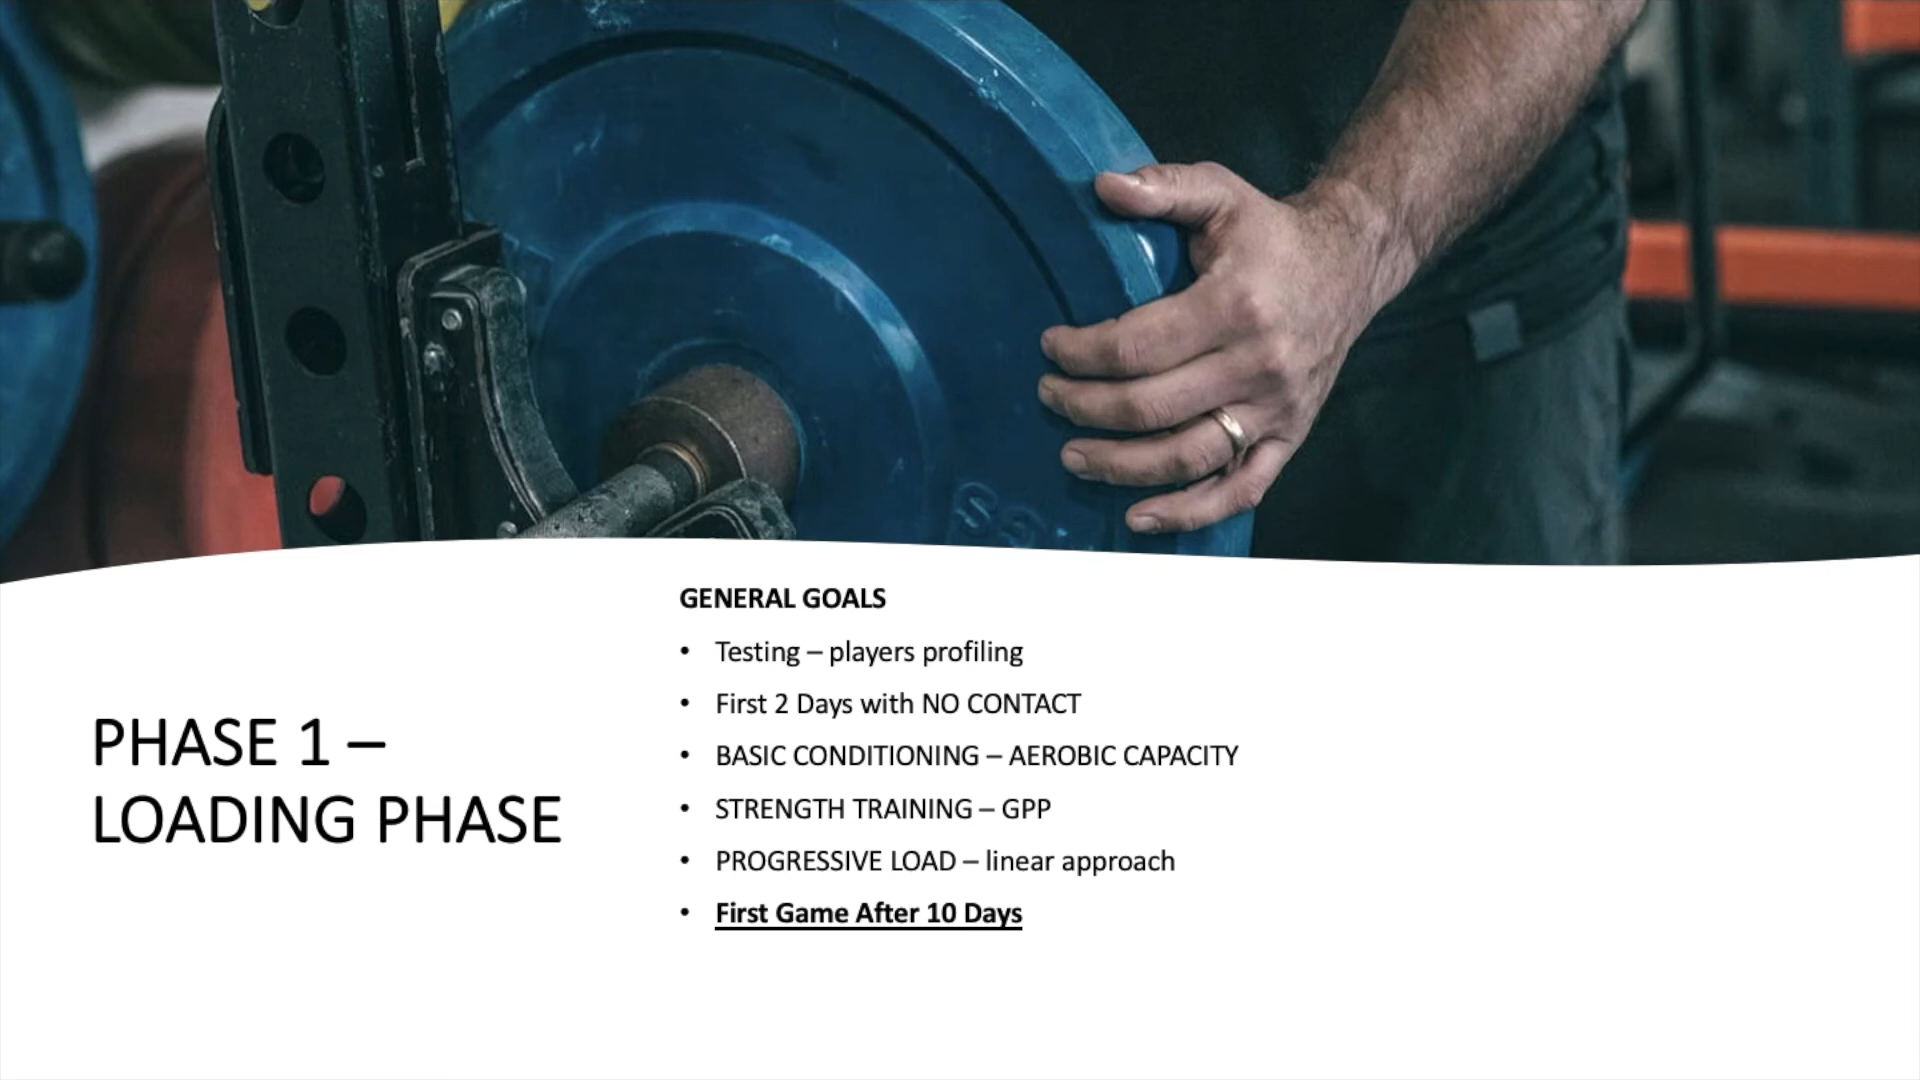 GENERAL GOALS
• Testing – players profiling
• First 2 Days with NO CONTACT
• BASIC CONDITIONING – AEROBIC CAPACITY
• STRENGTH TRAINING – GPP
• PROGRESSIVE LOAD – linear approach
• First Game After 10 Days
PHASE 1 –
LOADING PHASE